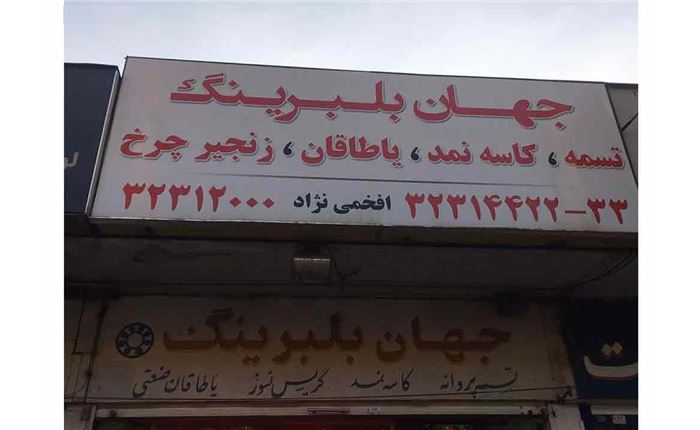 جهان بلبرینگ
تسمه، کاسه نمد، یاطاقان، زنجیر چرخ
۳۲۳۱۴۴۲۲-۳۳ افخمی نژاد ۳۲۳۱۲۰۰۰
جهان بلبرینگ
تسمه پروانه کاسه نمد گریس نسوز یاطاقان صنعتی
ت